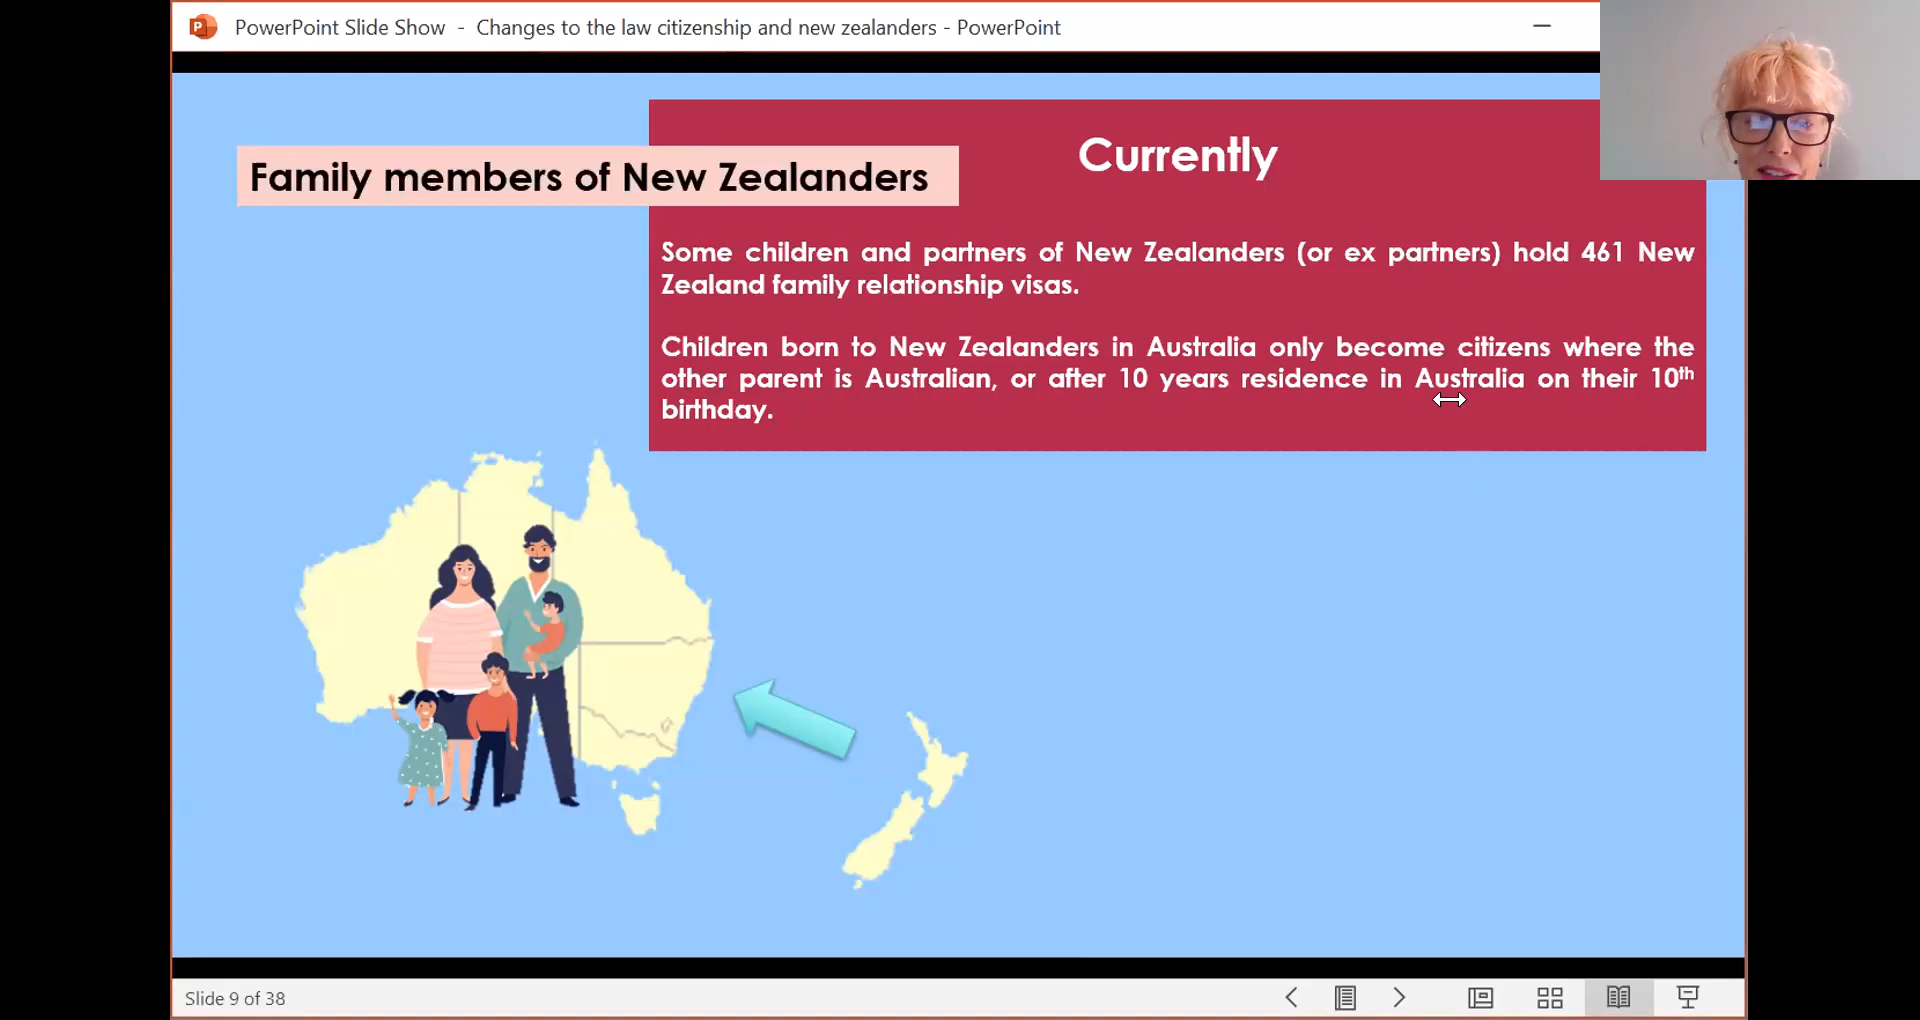 PowerPoint Slide Show - Changes to the law citizenship and new zealanders - PowerPoint
Family members of New Zealanders
Currently
Some children and partners of New Zealanders (or ex partners) hold 461 New
Zealand family relationship visas.
Children born to New Zealanders in Australia only become citizens where the
other parent is Australian, or after 10 years residence in Australia on their 10th
birthday.
Slide 9 of 38